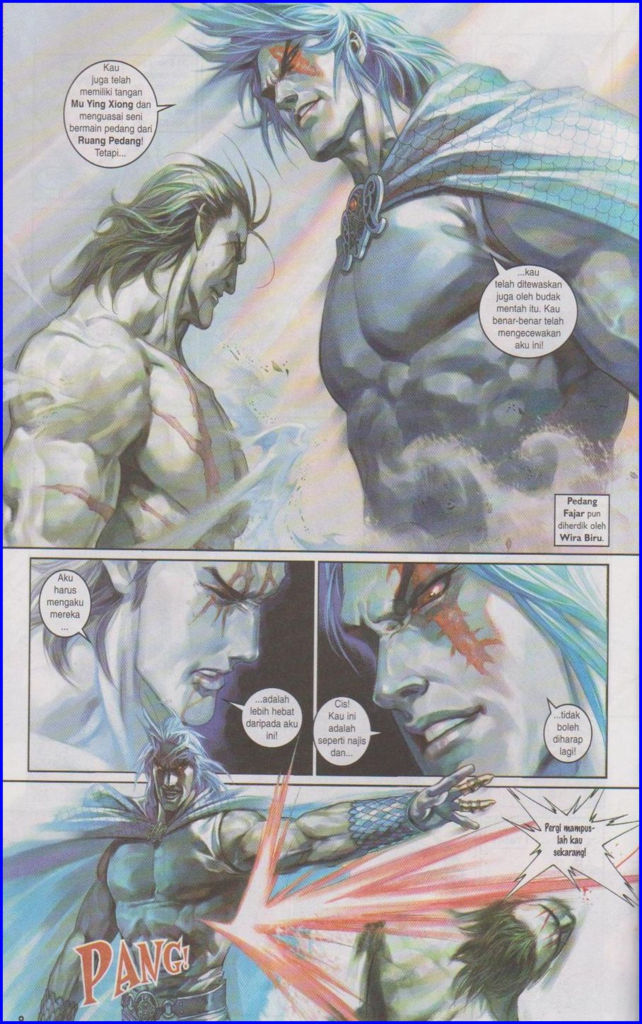 Kau
juga telah
memiliki tangan
Mu Ying Xiong dan
menguasai seni
bermain pedang dari
Ruang Pedang!
Tetapi...
...kau
telah ditewaskan
juga oleh budak
mentah itu. Kau
benar-benar telah
mengecewakan
aku ini!
Pedang
Fajar pun
diherdik oleh
Wira Biru.
Aku
harus
mengaku
mereka
...
...adalah
lebih hebat
daripada aku
ini!
Cis!
Kau ini
adalah
seperti najis
dan...
...tidak
boleh
diharap
lagi!
Pergi mampus-
lah kau
sekarang!
PANG!